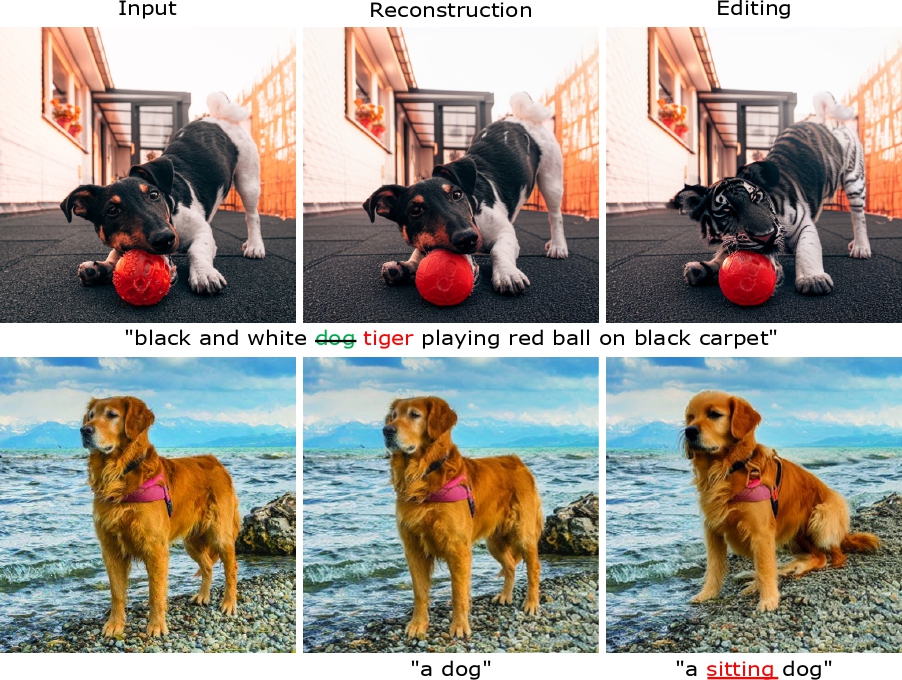 Input Reconstruction Editing
"black and white dog tiger playing red ball on black carpet"
"a dog" "a sitting dog"